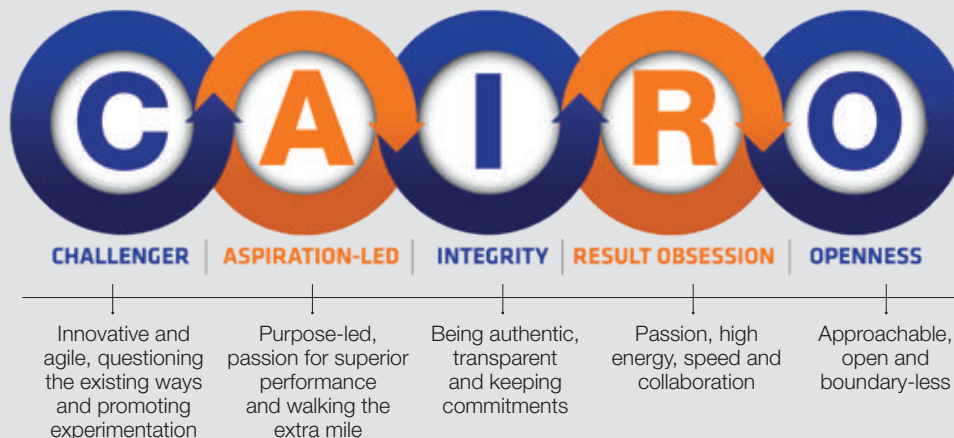 C A I R O
CHALLENGER
ASPIRATION-LED
INTEGRITY
RESULT OBSESSION
OPENNESS
Innovative and
agile, questioning
the existing ways
and promoting
experimentation
Purpose-led,
passion for superior
performance
and walking the
extra mile
Being authentic,
transparent
and keeping
commitments
Passion, high
energy, speed and
collaboration
Approachable,
open and
boundary-less